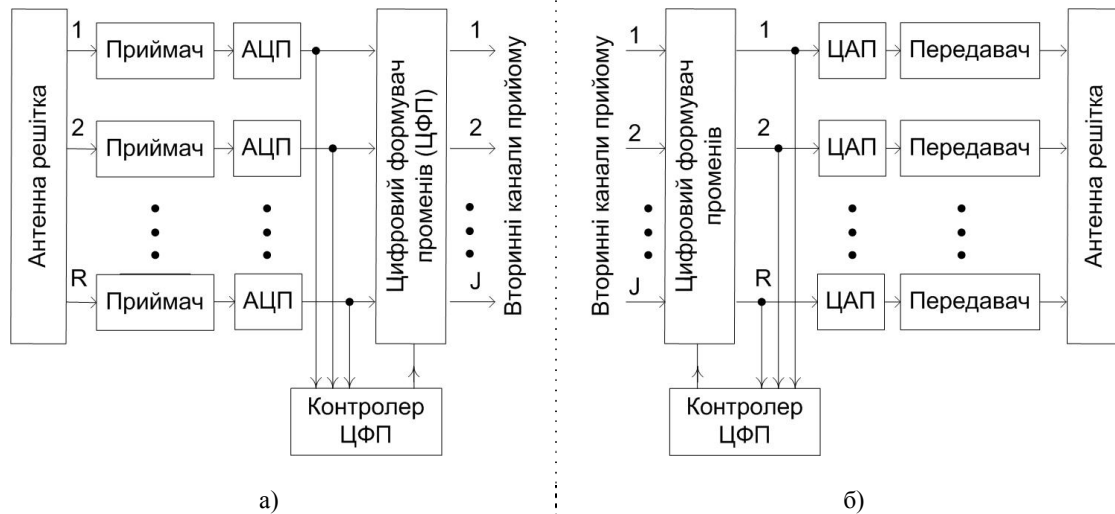 Антенна решітка
1
Приймач
АЦП
2
Приймач
АЦП
R
Приймач
АЦП
Цифровий формувач
променів (ЦФП)
1
2
J
Вторинні канали прийому
Контролер
ЦФП
а)
Вторинні канали прийому
1
2
J
Цифровий формувач
променів
1
ЦАП
Передавач
2
ЦАП
Передавач
R
ЦАП
Передавач
Антенна решітка
Контролер
ЦФП
б)